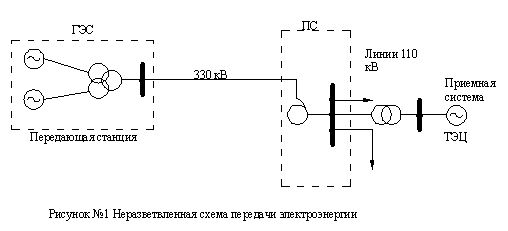 ГЭС
ПС
Линии 110
кВ
330 кВ
Приемная
система
Передающая станция
ТЭЦ
Рисунок №1 Неразветвленная схема передачи электроэнергии